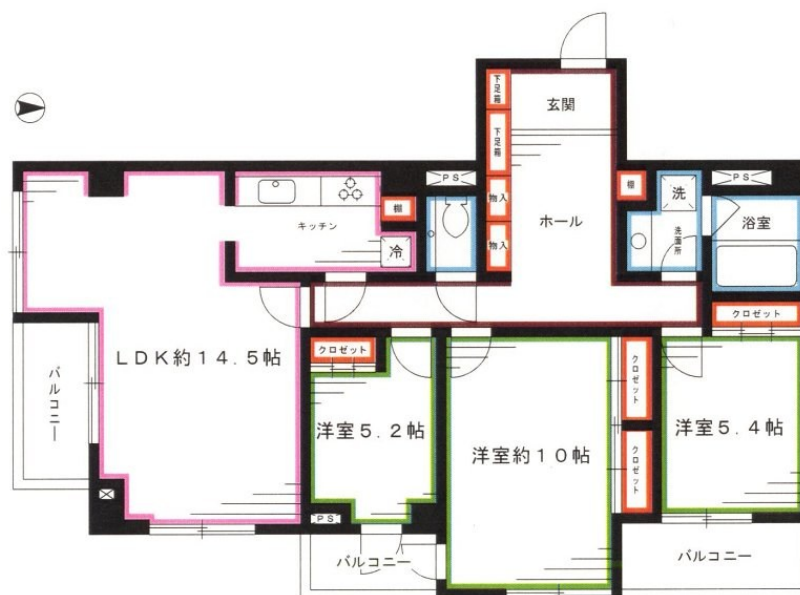 下足箱
玄関
下足箱
PS
棚
洗
PS
物入
棚
キッチン
ホール
洗面所
浴室
冷
物入
クロゼット
LDK約14.5帖
クロゼット
バルコニー
クロゼット
洋室5.2帖
洋室約10帖
洋室5.4帖
クロゼット
PS
バルコニー
バルコニー